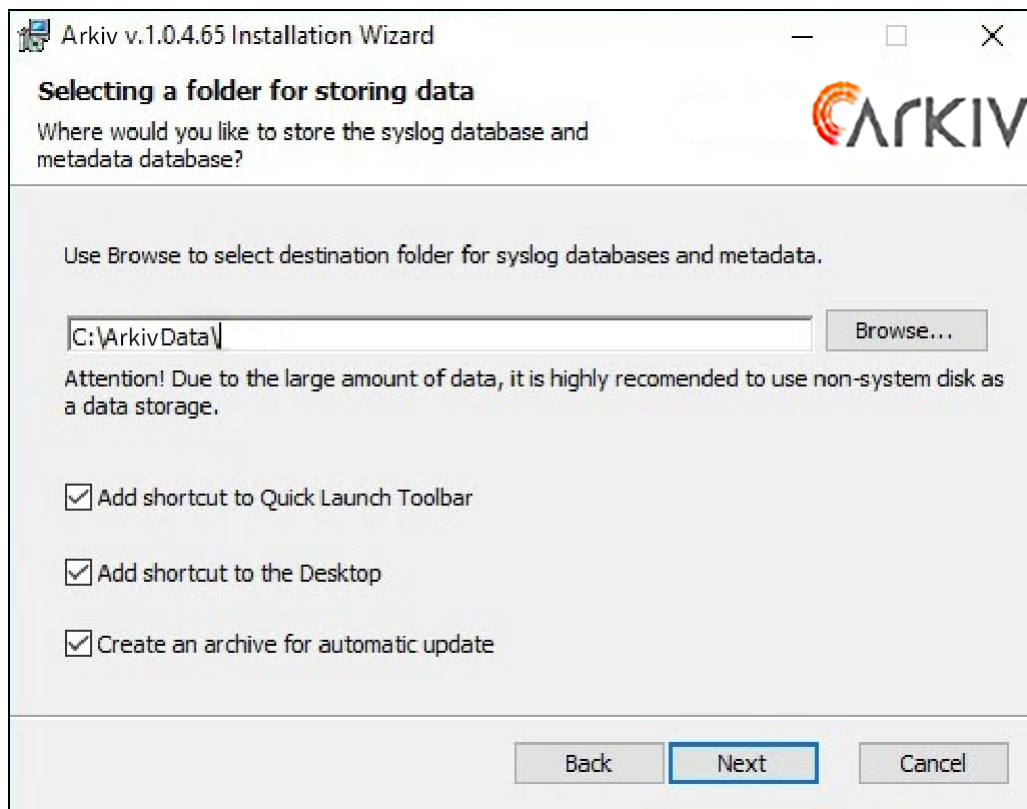 Arkiv v.1.0.4.65 Installation Wizard
Selecting a folder for storing data
Where would you like to store the syslog database and
metadata database?
ARKIV
Use Browse to select destination folder for syslog databases and metadata.
C:\ArkivData\
Browse...
Attention! Due to the large amount of data, it is highly recomended to use non-system disk as
a data storage.
Add shortcut to Quick Launch Toolbar
Add shortcut to the Desktop
Create an archive for automatic update
Back
Next
Cancel